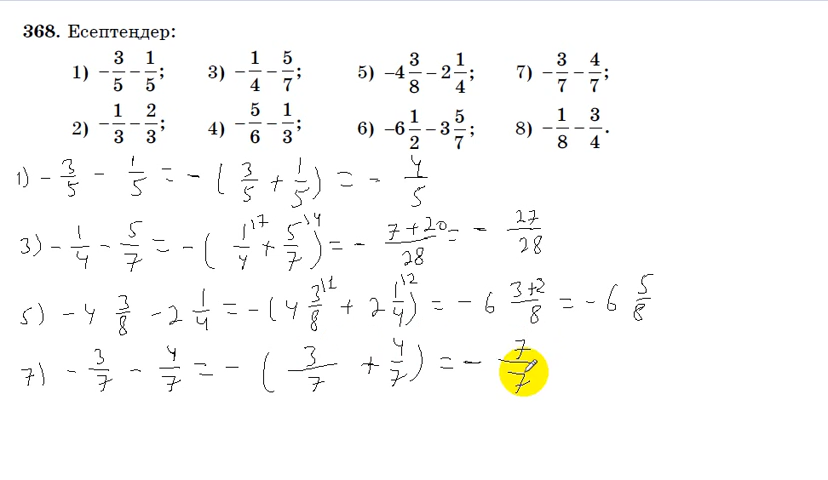 368. Есептеңдер:
1) −3/5 − 1/5; 3) −1/4 − 5/7; 5) −4 3/8 − 2 1/4; 7) −3/7 − 4/7;
2) −1/3 − 2/3; 4) −5/6 − 1/3; 6) −6 1/2 − 3 5/7; 8) −1/8 − 3/4.
1) − 3/5 − 1/5 = − ( 3/5 + 1/5 ) = − 4/5
3) − 1/4 − 5/7 = − ( 1/4 \7 + 5/7 \4 ) = − (7+20)/28 = − 27/28
5) − 4 3/8 − 2 1/4 = − ( 4 3/8 \1 + 2 1/4 \2 ) = − 6 (3+2)/8 = − 6 5/8
7) − 3/7 − 4/7 = − ( 3/7 + 4/7 ) = − 7/7